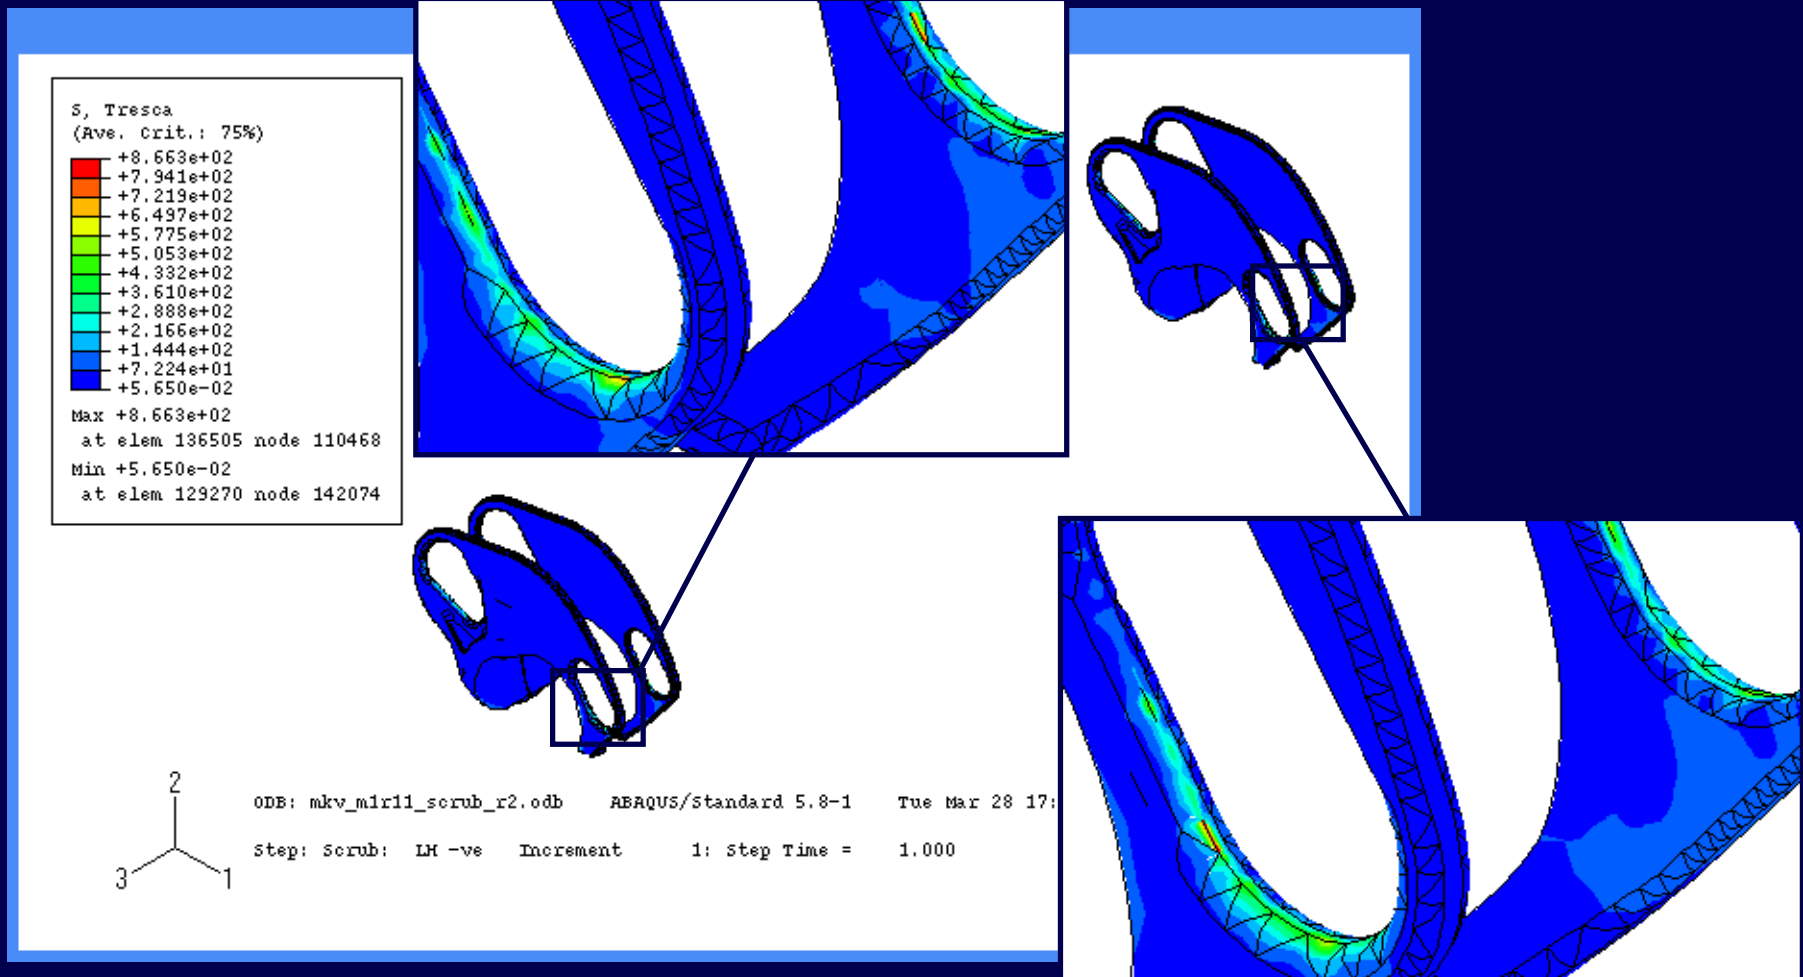 S, Tresca
(Ave. Crit.: 75%)
+8.663e+02
+7.941e+02
+7.219e+02
+6.497e+02
+5.775e+02
+5.053e+02
+4.332e+02
+3.610e+02
+2.888e+02
+2.166e+02
+1.444e+02
+7.224e+01
+5.650e-02
Max +8.663e+02
at elem 136505 node 110468
Min +5.650e-02
at elem 129270 node 142074
2
3
1
ODB: mkv_m1r11_scrub_r2.odb ABAQUS/Standard 5.8-1 Tue Mar 28 17:
Step: Scrub: LH -ve Increment 1: Step Time = 1.000